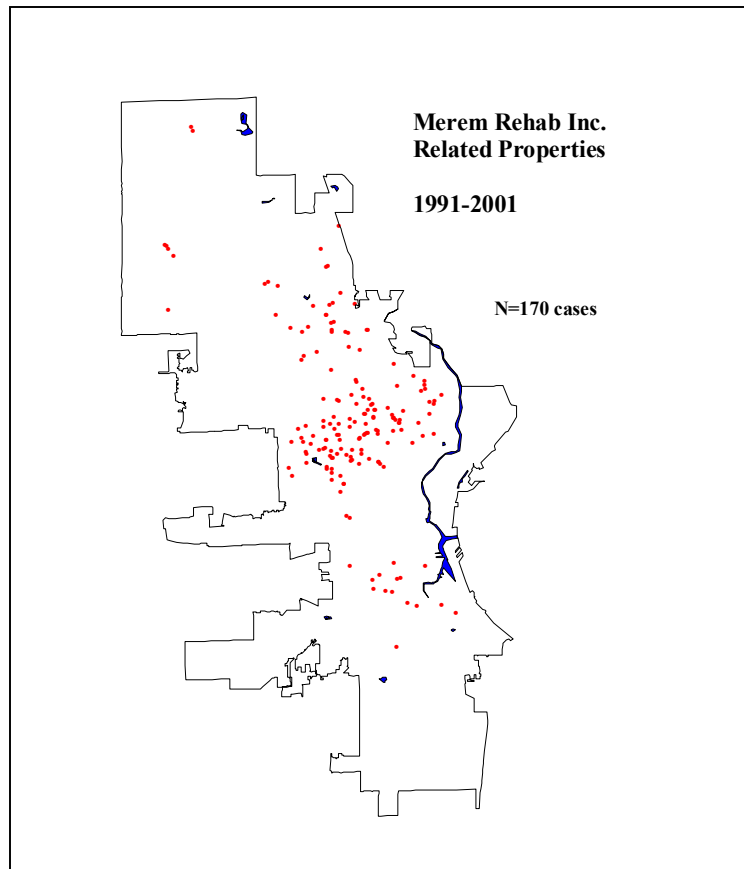 Merem Rehab Inc.
Related Properties
1991-2001
N=170 cases